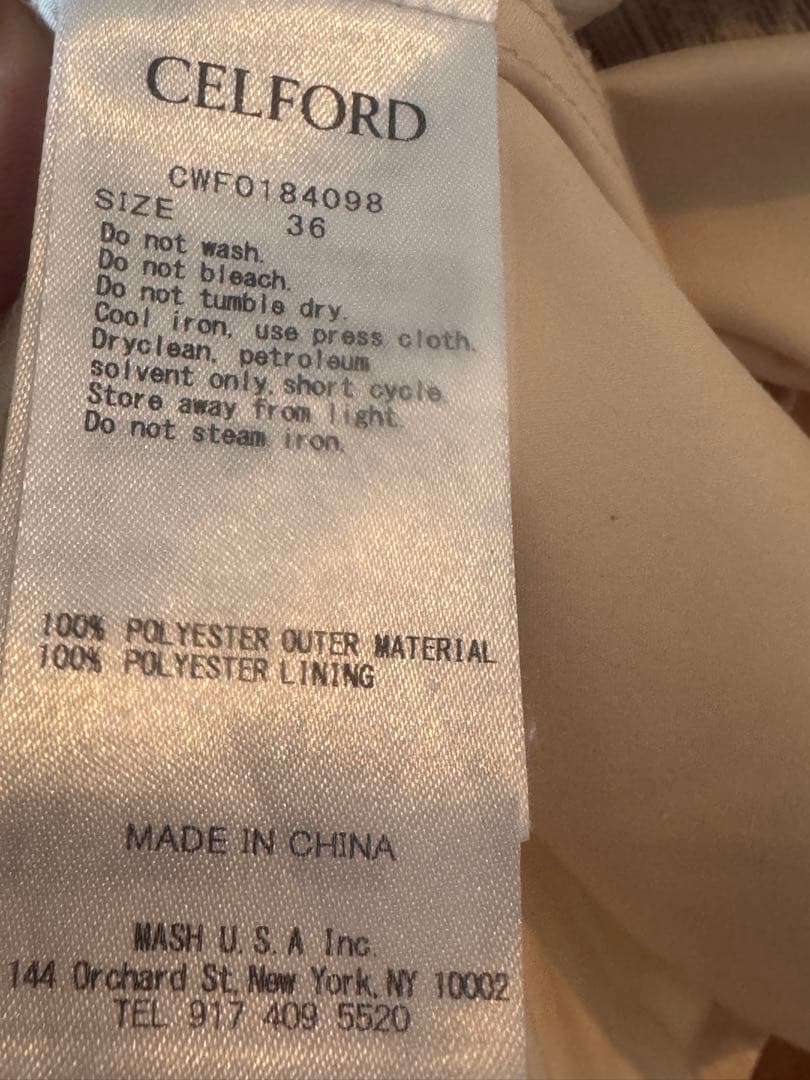 CELFORD
CWFO184098
SIZE 36
Do not wash.
Do not bleach.
Do not tumble dry.
Cool iron, use press cloth.
Dryclean, petroleum
solvent only, short cycle.
Store away from light.
Do not steam iron.
100% POLYESTER OUTER MATERIAL
100% POLYESTER LINING
MADE IN CHINA
MASH U.S.A Inc.
144 Orchard St, New York, NY 10002
TEL 917 409 5520